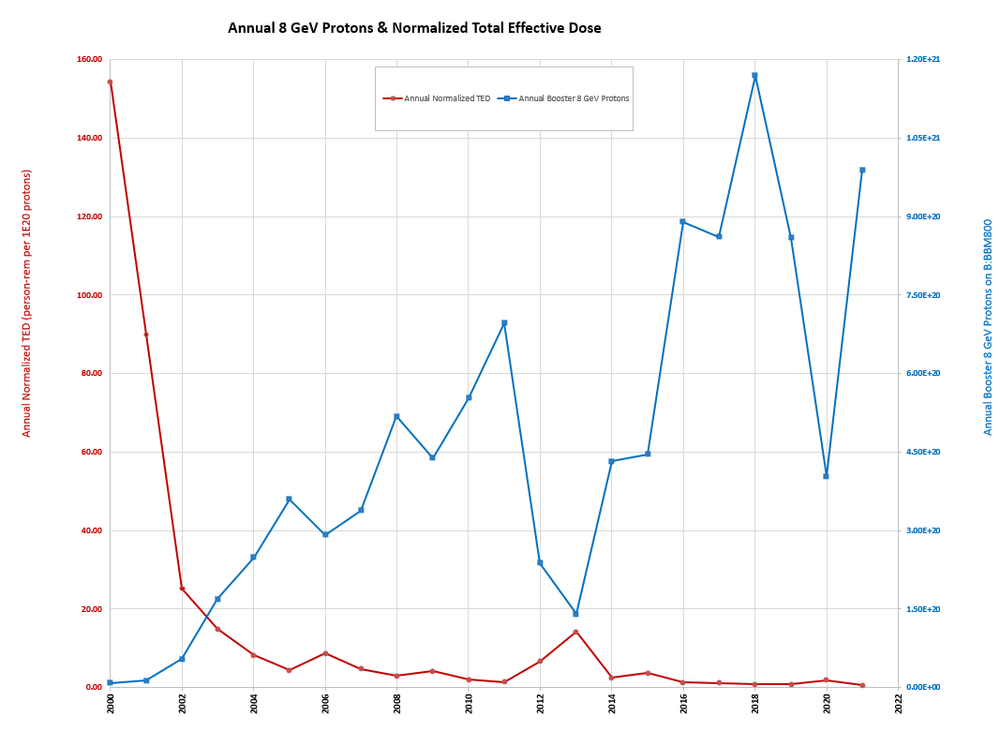 Annual 8 GeV Protons & Normalized Total Effective Dose
Annual Normalized TED
Annual Booster 8 GeV Protons
Annual Normalized TED (person-rem per 1E20 protons)
160.00
140.00
120.00
100.00
80.00
60.00
40.00
20.00
0.00
1.20E+21
1.05E+21
9.00E+20
7.50E+20
6.00E+20
4.50E+20
3.00E+20
1.50E+20
0.00E+00
Annual Booster 8 GeV Protons on B:BBM800
2000
2002
2004
2006
2008
2010
2012
2014
2016
2018
2020
2022